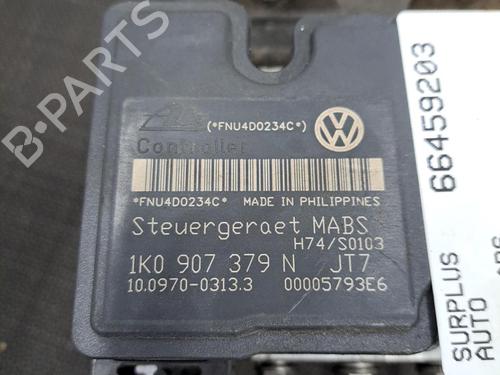 (*FNU4D0234C*)
Controller
*FNU4D0234C* MADE IN PHILIPPINES
Steuergeraet MABS
H74/S0103
1K0 907 379 N JT7
10.0970-0313.3 00005793E6
66459203
SURPLUS
AUTO